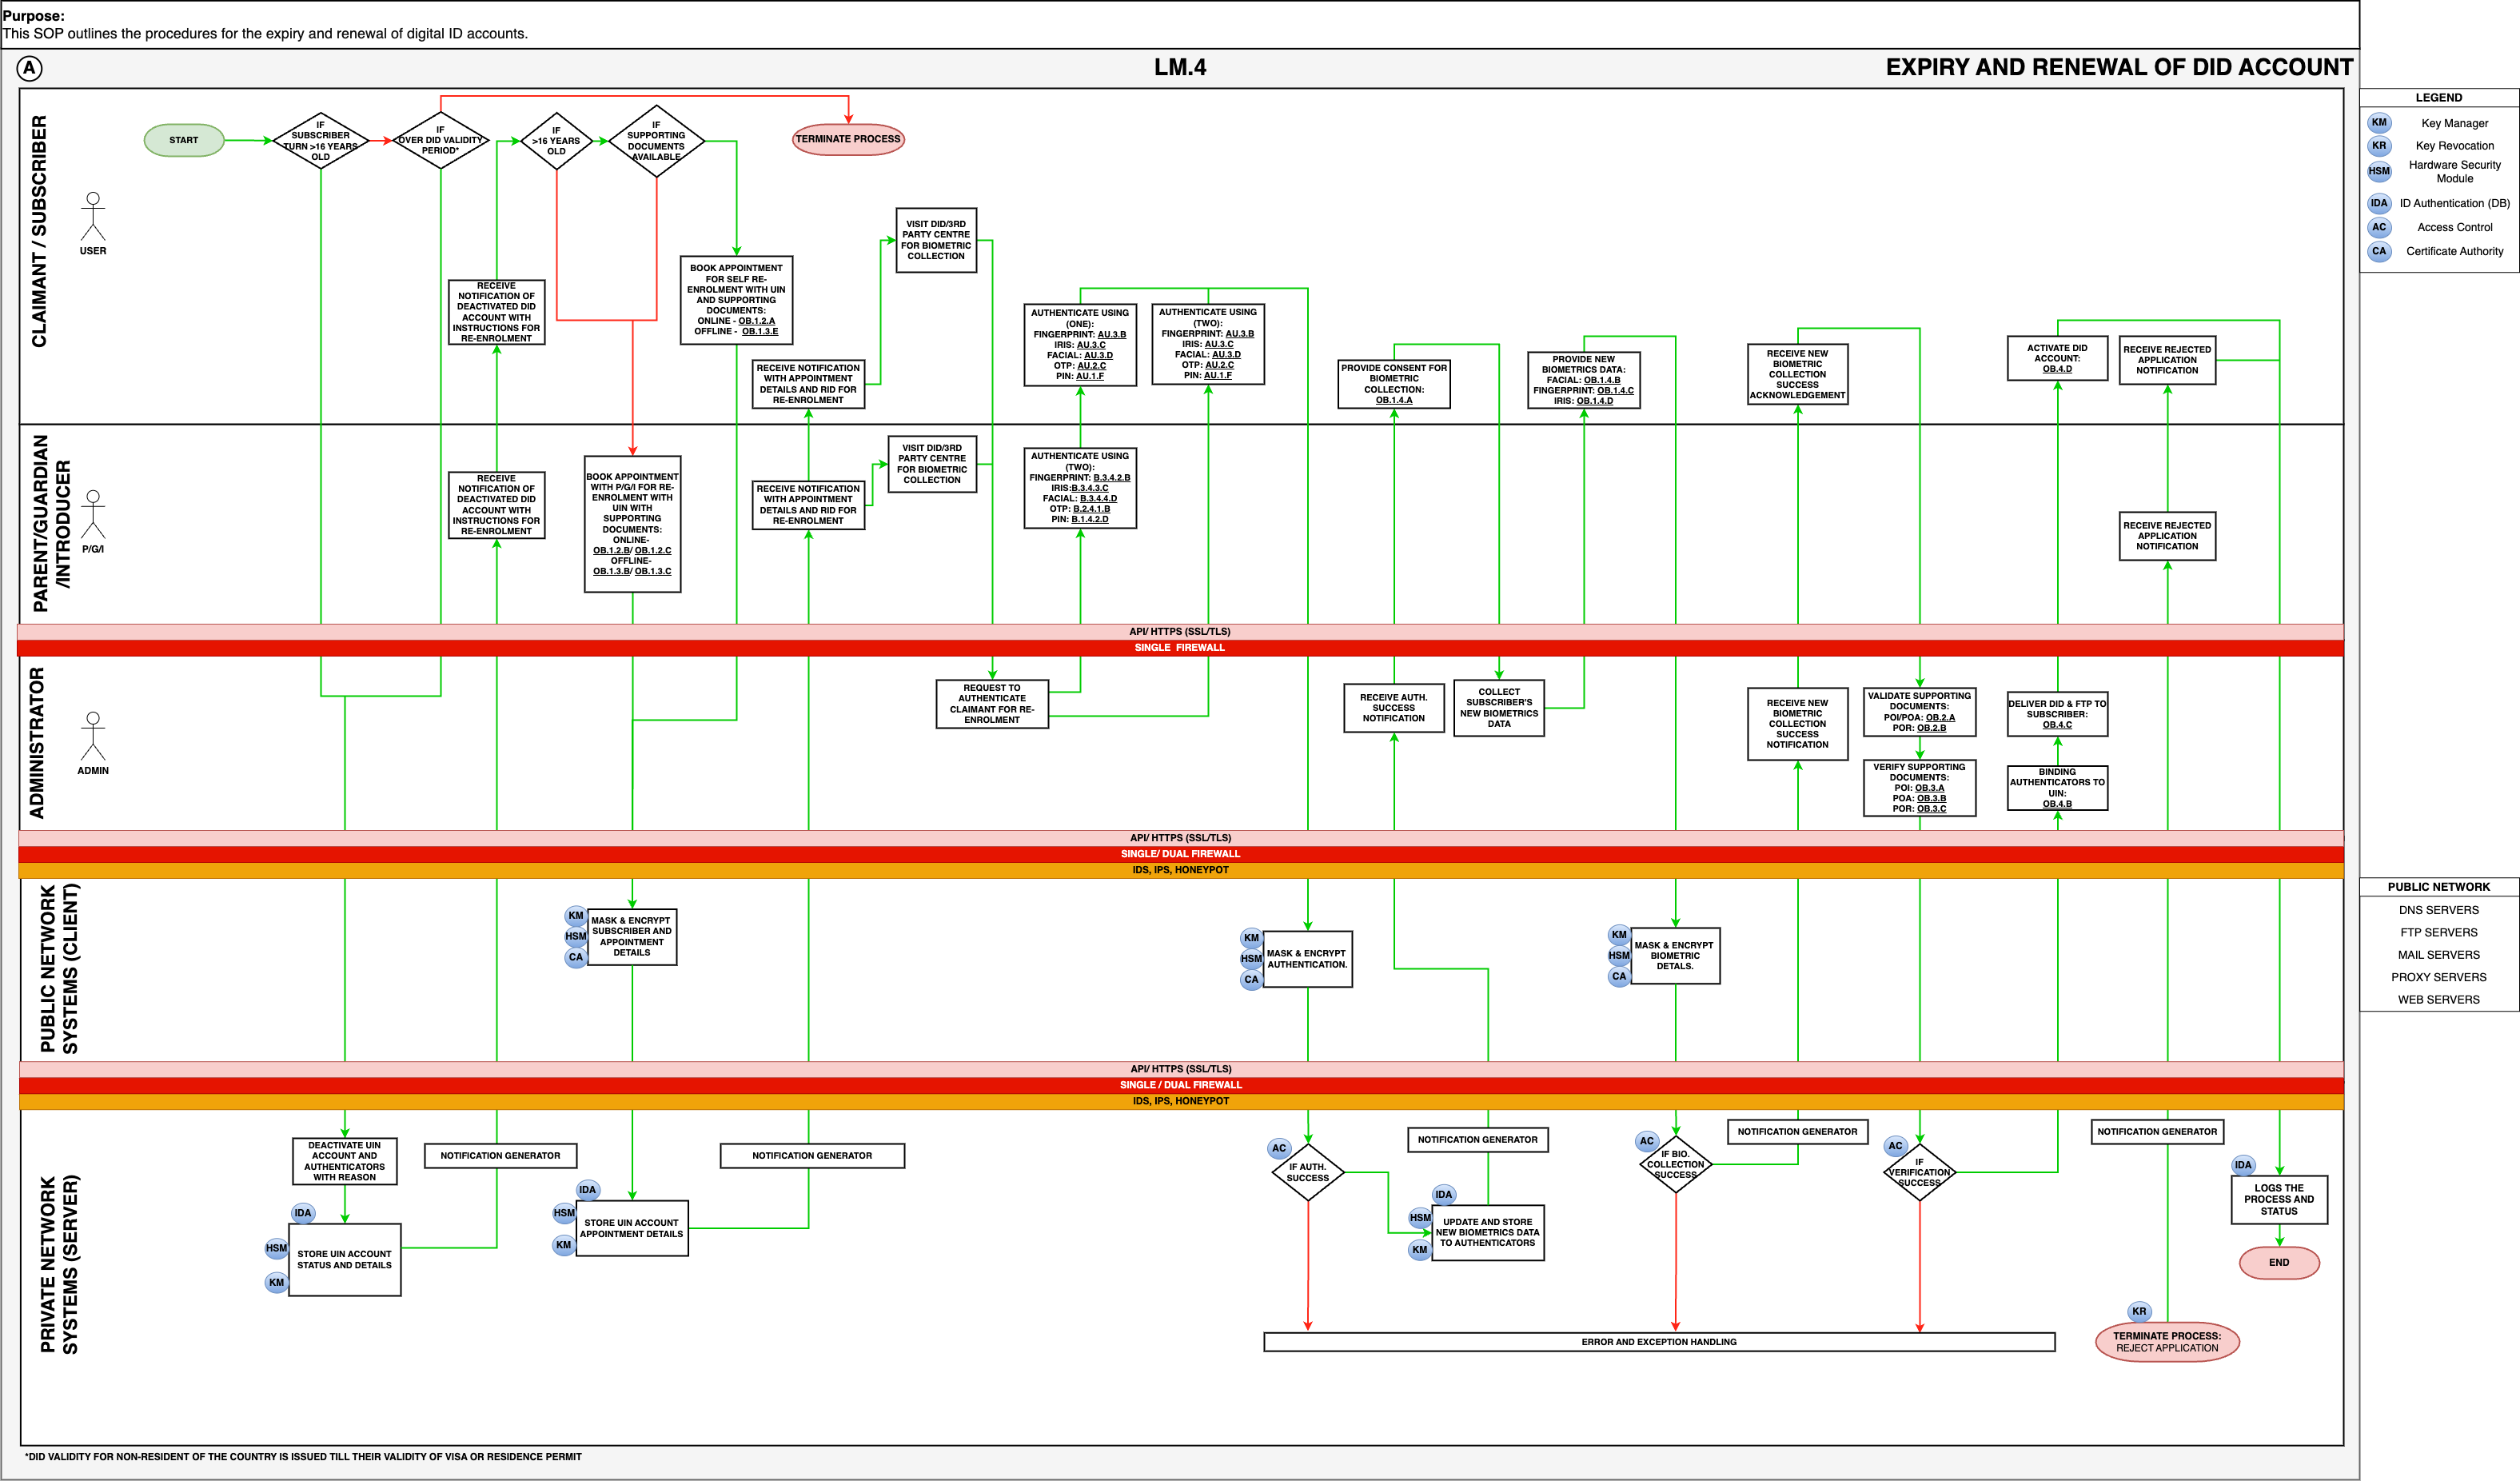 Purpose:
This SOP outlines the procedures for the expiry and renewal of digital ID accounts.
A
LM.4
EXPIRY AND RENEWAL OF DID ACCOUNT
LEGEND
KM
Key Manager
KR
Key Revocation
HSM
Hardware Security
Module
IDA
ID Authentication (DB)
AC
Access Control
CA
Certificate Authority
CLAIMANT / SUBSCRIBER
USER
START
IF
SUBSCRIBER
TURN >16 YEARS
OLD
IF
OVER DID VALIDITY
PERIOD*
IF
>16 YEARS
OLD
IF
SUPPORTING
DOCUMENTS
AVAILABLE
TERMINATE PROCESS
RECEIVE
NOTIFICATION OF
DEACTIVATED DID
ACCOUNT WITH
INSTRUCTIONS FOR
RE-ENROLMENT
BOOK APPOINTMENT
FOR SELF RE-
ENROLMENT WITH UIN
AND SUPPORTING
DOCUMENTS:
ONLINE - OB.1.2.A
OFFLINE - OB.1.3.E
RECEIVE NOTIFICATION
WITH APPOINTMENT
DETAILS AND RID FOR
RE-ENROLMENT
VISIT DID/3RD
PARTY CENTRE
FOR BIOMETRIC
COLLECTION
AUTHENTICATE USING
(ONE):
FINGERPRINT: AU.3.B
IRIS: AU.3.C
FACIAL: AU.3.D
OTP: AU.2.C
PIN: AU.1.F
AUTHENTICATE USING
(TWO):
FINGERPRINT: AU.3.B
IRIS: AU.3.C
FACIAL: AU.3.D
OTP: AU.2.C
PIN: AU.1.F
PROVIDE CONSENT FOR
BIOMETRIC
COLLECTION:
OB.1.4.A
PROVIDE NEW
BIOMETRICS DATA:
FACIAL: OB.1.4.B
FINGERPRINT: OB.1.4.C
IRIS: OB.1.4.D
RECEIVE NEW
BIOMETRIC
COLLECTION
SUCCESS
ACKNOWLEDGEMENT
ACTIVATE DID
ACCOUNT:
OB.4.D
RECEIVE REJECTED
APPLICATION
NOTIFICATION
PARENT/GUARDIAN
/INTRODUCER
P/G/I
RECEIVE
NOTIFICATION OF
DEACTIVATED DID
ACCOUNT WITH
INSTRUCTIONS FOR
RE-ENROLMENT
BOOK APPOINTMENT
WITH P/G/I FOR RE-
ENROLMENT WITH
UIN WITH
SUPPORTING
DOCUMENTS:
ONLINE-
OB.1.2.B/ OB.1.2.C
OFFLINE-
OB.1.3.B/ OB.1.3.C
RECEIVE NOTIFICATION
WITH APPOINTMENT
DETAILS AND RID FOR
RE-ENROLMENT
VISIT DID/3RD
PARTY CENTRE
FOR BIOMETRIC
COLLECTION
AUTHENTICATE USING
(TWO):
FINGERPRINT: B.3.4.2.B
IRIS:B.3.4.3.C
FACIAL: B.3.4.4.D
OTP: B.2.4.1.B
PIN: B.1.4.2.D
RECEIVE REJECTED
APPLICATION
NOTIFICATION
API/ HTTPS (SSL/TLS)
SINGLE FIREWALL
ADMINISTRATOR
ADMIN
REQUEST TO
AUTHENTICATE
CLAIMANT FOR RE-
ENROLMENT
RECEIVE AUTH.
SUCCESS
NOTIFICATION
COLLECT
SUBSCRIBER'S
NEW BIOMETRICS
DATA
RECEIVE NEW
BIOMETRIC
COLLECTION
SUCCESS
NOTIFICATION
VALIDATE SUPPORTING
DOCUMENTS:
POI/POA: OB.2.A
POR: OB.2.B
VERIFY SUPPORTING
DOCUMENTS:
POI: OB.3.A
POA: OB.3.B
POR: OB.3.C
DELIVER DID & FTP TO
SUBSCRIBER:
OB.4.C
BINDING
AUTHENTICATORS TO
UIN:
OB.4.B
API/ HTTPS (SSL/TLS)
SINGLE/ DUAL FIREWALL
IDS, IPS, HONEYPOT
PUBLIC NETWORK
SYSTEMS (CLIENT)
KM
HSM
CA
MASK & ENCRYPT
SUBSCRIBER AND
APPOINTMENT
DETAILS
KM
HSM
CA
MASK & ENCRYPT
AUTHENTICATION.
KM
HSM
CA
MASK & ENCRYPT
BIOMETRIC
DETALS.
PUBLIC NETWORK
DNS SERVERS
FTP SERVERS
MAIL SERVERS
PROXY SERVERS
WEB SERVERS
API/ HTTPS (SSL/TLS)
SINGLE / DUAL FIREWALL
IDS, IPS, HONEYPOT
PRIVATE NETWORK
SYSTEMS (SERVER)
DEACTIVATE UIN
ACCOUNT AND
AUTHENTICATORS
WITH REASON
IDA
HSM
KM
STORE UIN ACCOUNT
STATUS AND DETAILS
NOTIFICATION GENERATOR
IDA
HSM
KM
STORE UIN ACCOUNT
APPOINTMENT DETAILS
NOTIFICATION GENERATOR
AC
IF AUTH.
SUCCESS
NOTIFICATION GENERATOR
IDA
HSM
KM
UPDATE AND STORE
NEW BIOMETRICS DATA
TO AUTHENTICATORS
AC
IF BIO.
COLLECTION
SUCCESS
NOTIFICATION GENERATOR
AC
IF
VERIFICATION
SUCCESS
NOTIFICATION GENERATOR
IDA
LOGS THE
PROCESS AND
STATUS
END
ERROR AND EXCEPTION HANDLING
KR
TERMINATE PROCESS:
REJECT APPLICATION
*DID VALIDITY FOR NON-RESIDENT OF THE COUNTRY IS ISSUED TILL THEIR VALIDITY OF VISA OR RESIDENCE PERMIT